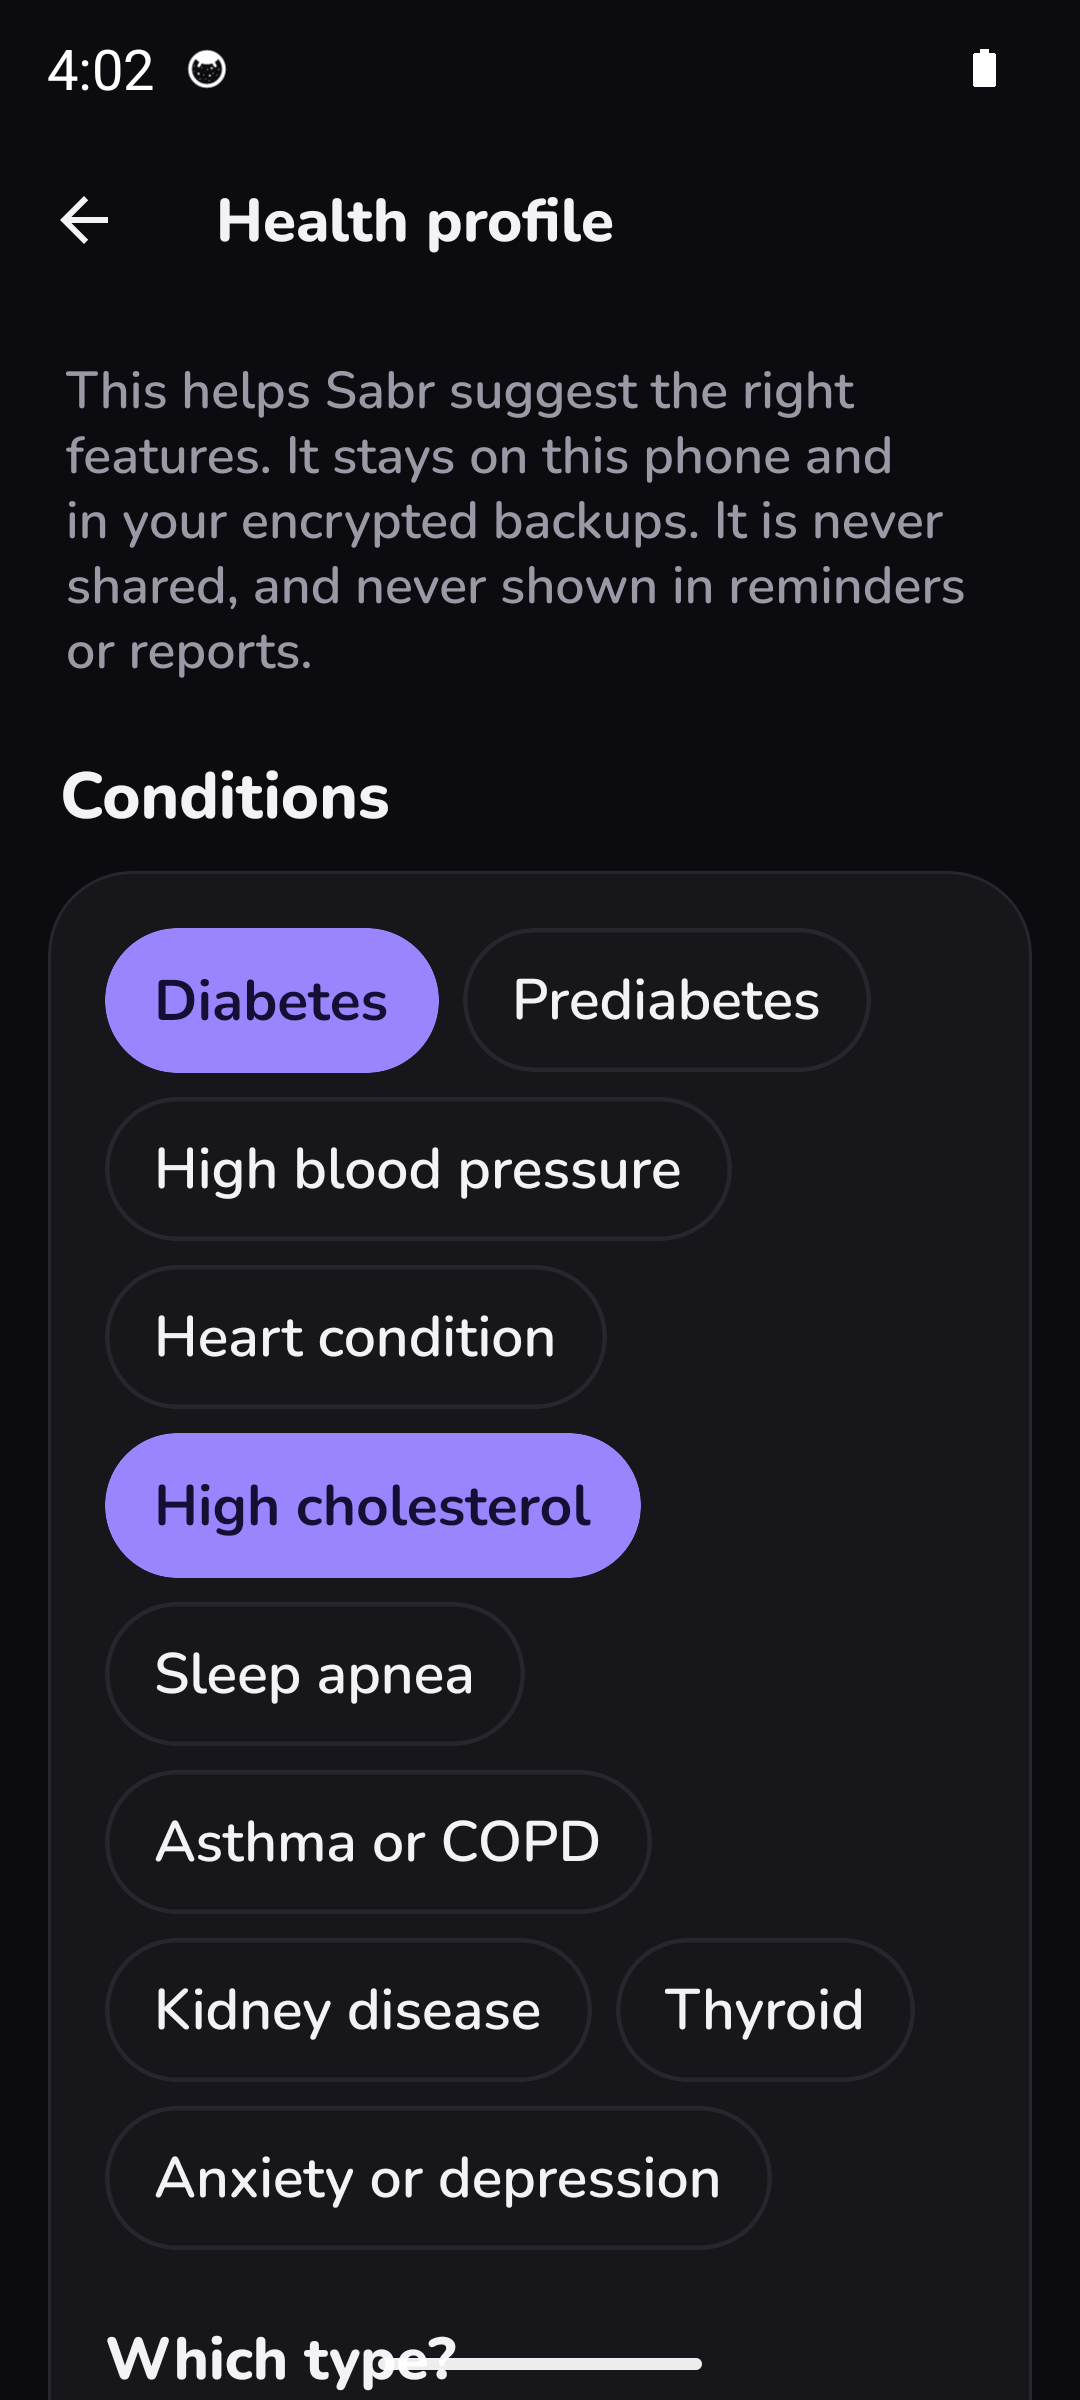 4:02
Health profile
This helps Sabr suggest the right
features. It stays on this phone and
in your encrypted backups. It is never
shared, and never shown in reminders
or reports.
Conditions
Diabetes
Prediabetes
High blood pressure
Heart condition
High cholesterol
Sleep apnea
Asthma or COPD
Kidney disease
Thyroid
Anxiety or depression
Which type?